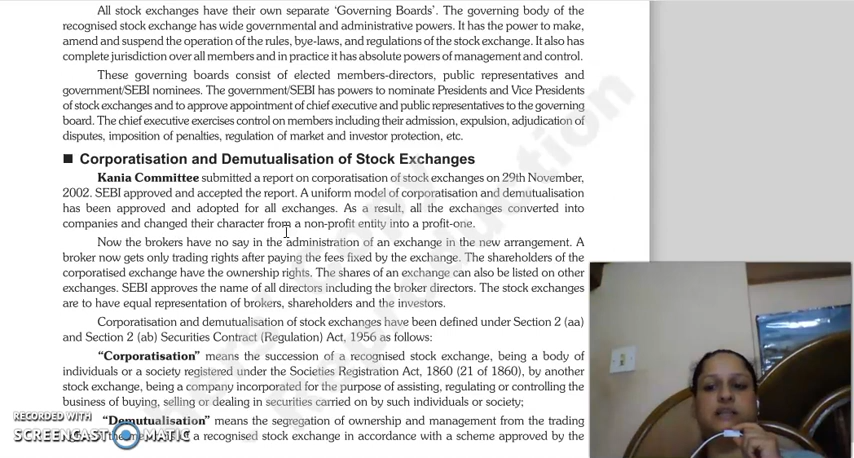 All stock exchanges have their own separate ‘Governing Boards’. The governing body of the
recognised stock exchange has wide governmental and administrative powers. It has the power to make,
amend and suspend the operation of the rules, bye-laws, and regulations of the stock exchange. It also has
complete jurisdiction over all members and in practice it has absolute powers of management and control.
These governing boards consist of elected members-directors, public representatives and
government/SEBI nominees. The government/SEBI has powers to nominate Presidents and Vice Presidents
of stock exchanges and to approve appointment of chief executive and public representatives to the governing
board. The chief executive exercises control on members including their admission, expulsion, adjudication of
disputes, imposition of penalties, regulation of market and investor protection, etc.
■ Corporatisation and Demutualisation of Stock Exchanges
Kania Committee submitted a report on corporatisation of stock exchanges on 29th November,
2002. SEBI approved and accepted the report. A uniform model of corporatisation and demutualisation
has been approved and adopted for all exchanges. As a result, all the exchanges converted into
companies and changed their character from a non-profit entity into a profit-one.
Now the brokers have no say in the administration of an exchange in the new arrangement. A
broker now gets only trading rights after paying the fees fixed by the exchange. The shareholders of the
corporatised exchange have the ownership rights. The shares of an exchange can also be listed on other
exchanges. SEBI approves the name of all directors including the broker directors. The stock exchanges
are to have equal representation of brokers, shareholders and the investors.
Corporatisation and demutualisation of stock exchanges have been defined under Section 2 (aa)
and Section 2 (ab) Securities Contract (Regulation) Act, 1956 as follows:
“Corporatisation” means the succession of a recognised stock exchange, being a body of
individuals or a society registered under the Societies Registration Act, 1860 (21 of 1860), by another
stock exchange, being a company incorporated for the purpose of assisting, regulating or controlling the
business of buying, selling or dealing in securities carried on by such individuals or society;
“Demutualisation” means the segregation of ownership and management from the trading
a recognised stock exchange in accordance with a scheme approved by the
RECORDED WITH
SCREENCAST MATIC